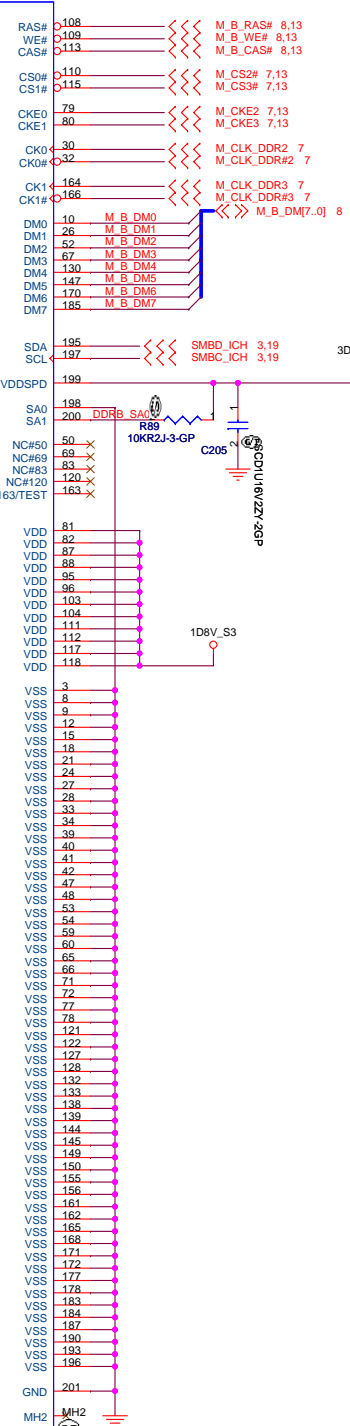 RAS# 108 M_B_RAS# 8,13
WE# 109 M_B_WE# 8,13
CAS# 113 M_B_CAS# 8,13
CS0# 110 M_CS2# 7,13
CS1# 115 M_CS3# 7,13
CKE0 79 M_CKE2 7,13
CKE1 80 M_CKE3 7,13
CK0 30 M_CLK_DDR2 7
CK0# 32 M_CLK_DDR#2 7
CK1 164 M_CLK_DDR3 7
CK1# 166 M_CLK_DDR#3 7
M_B_DM[7..0] 8
DM0 10 M_B_DM0
DM1 26 M_B_DM1
DM2 52 M_B_DM2
DM3 67 M_B_DM3
DM4 130 M_B_DM4
DM5 147 M_B_DM5
DM6 170 M_B_DM6
DM7 185 M_B_DM7
SDA 195 SMBD_ICH 3,19
SCL 197 SMBC_ICH 3,19
3D
VDDSPD 199
SA0 198
SA1 200 DDRB_SA0 1
R89
10KR2J-3-GP
1
C205
2
SCD1U16V2ZY-2GP
NC#50 50
NC#69 69
NC#83 83
NC#120 120
163/TEST 163
VDD 81
VDD 82
VDD 87
VDD 88
VDD 95
VDD 96
VDD 103
VDD 104
VDD 111
VDD 112
VDD 117
VDD 118
1D8V_S3
VSS 3
VSS 8
VSS 9
VSS 12
VSS 15
VSS 18
VSS 21
VSS 24
VSS 27
VSS 28
VSS 33
VSS 34
VSS 39
VSS 40
VSS 41
VSS 42
VSS 47
VSS 48
VSS 53
VSS 54
VSS 59
VSS 60
VSS 65
VSS 66
VSS 71
VSS 72
VSS 77
VSS 78
VSS 121
VSS 122
VSS 127
VSS 128
VSS 132
VSS 133
VSS 138
VSS 139
VSS 144
VSS 145
VSS 149
VSS 150
VSS 155
VSS 156
VSS 161
VSS 162
VSS 165
VSS 168
VSS 171
VSS 172
VSS 177
VSS 178
VSS 183
VSS 184
VSS 187
VSS 190
VSS 193
VSS 196
GND 201
MH2 MH2